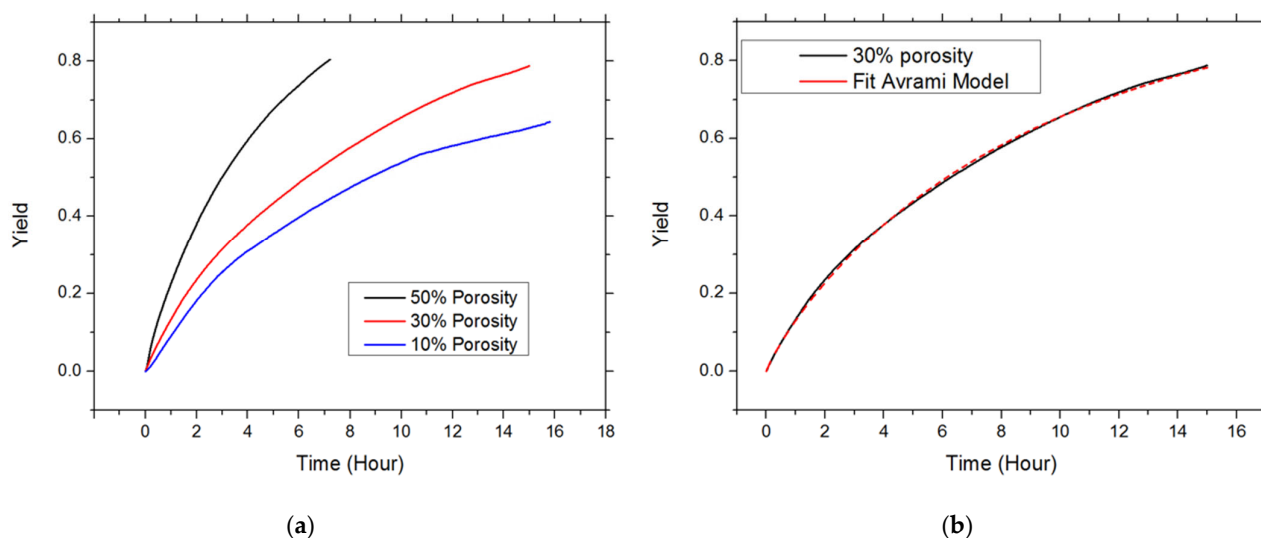 0.8
0.6
0.4
0.2
0.0
Yield
50% Porosity
30% Porosity
10% Porosity
0 2 4 6 8 10 12 14 16 18
Time (Hour)
(a)
30% porosity
Fit Avrami Model
0.8
0.6
0.4
0.2
0.0
Yield
0 2 4 6 8 10 12 14 16
Time (Hour)
(b)